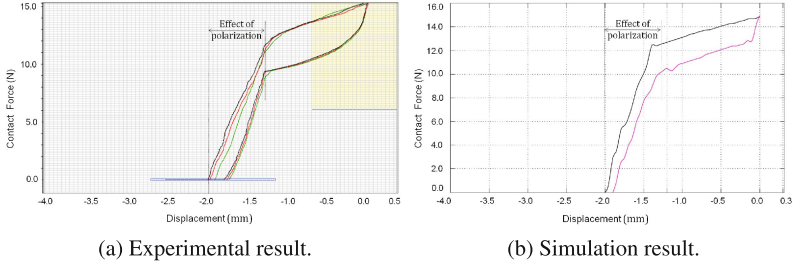 15.0
Effect of
polarization
10.0
5.0
0.0
Contact Force (N)
-4.0 -3.5 -3.0 -2.5 -2.0 -1.5 -1.0 -0.5 0.0 0.5
Displacement (mm)
(a) Experimental result.
16.0
14.0
12.0
10.0
8.0
6.0
4.0
2.0
0.0
Effect of
polarization
Contact Force (N)
-4.0 -3.5 -3.0 -2.5 -2.0 -1.5 -1.0 -0.5 0.0 0.3
Displacement (mm)
(b) Simulation result.